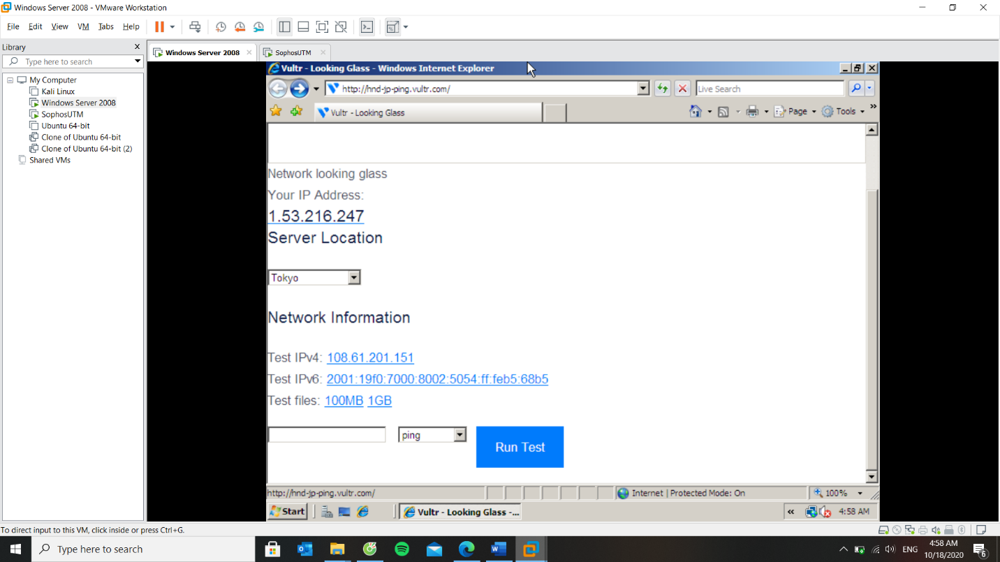 Windows Server 2008 - VMware Workstation
File Edit View VM Tabs Help
Library
Type here to search
My Computer
Kali Linux
Windows Server 2008
SophosUTM
Ubuntu 64-bit
Clone of Ubuntu 64-bit
Clone of Ubuntu 64-bit (2)
Shared VMs
Windows Server 2008 SophosUTM
Vultr - Looking Glass - Windows Internet Explorer
http://hnd-jp-ping.vultr.com/ Live Search
Vultr - Looking Glass Page Tools
Network looking glass
Your IP Address:
1.53.216.247
Server Location
Tokyo
Network Information
Test IPv4: 108.61.201.151
Test IPv6: 2001:19f0:7000:8002:5054:ff:feb5:68b5
Test files: 100MB 1GB
ping Run Test
http://hnd-jp-ping.vultr.com/ Internet | Protected Mode: On 100%
Start Vultr - Looking Glass -... 4:58 AM
To direct input to this VM, click inside or press Ctrl+G.
Type here to search ENG 4:58 AM
10/18/2020 6